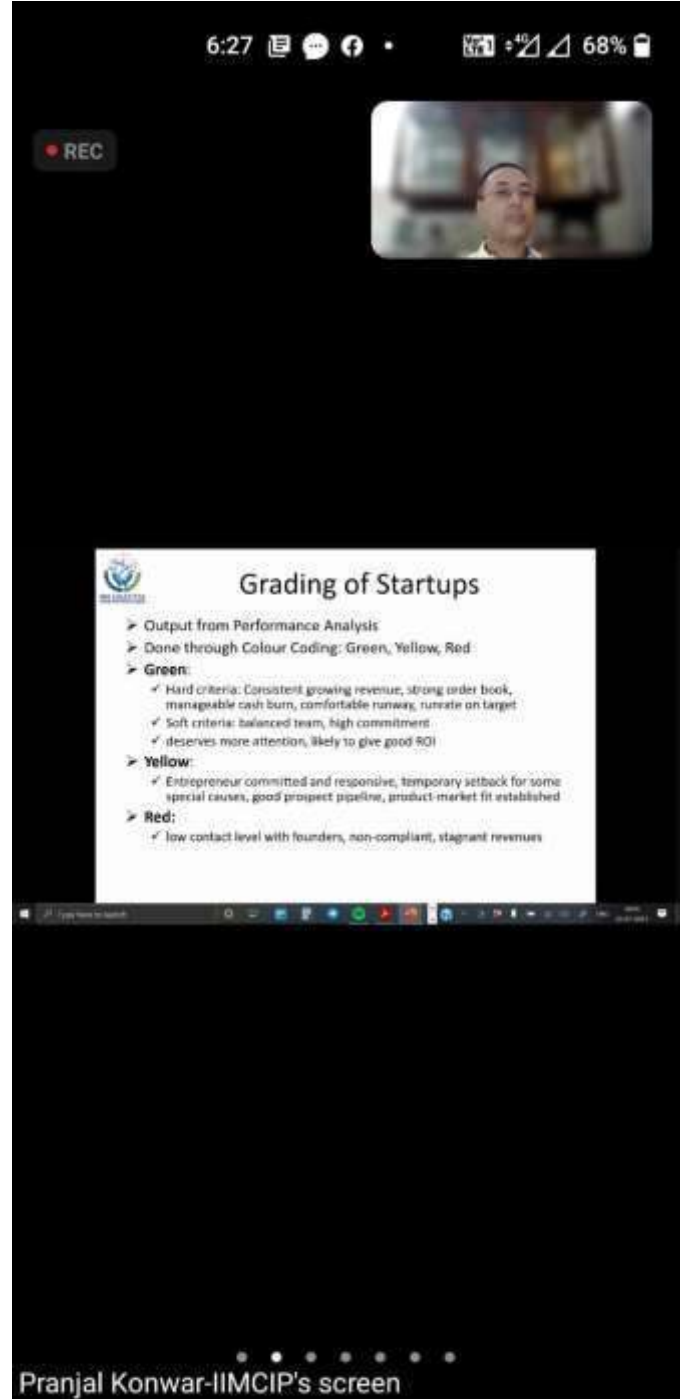 6:27
68%
REC
Grading of Startups
➢ Output from Performance Analysis
➢ Done through Colour Coding: Green, Yellow, Red
➢ Green:
✓ Hard criteria: Consistent growing revenue, strong order book,
manageable cash burn, comfortable runway, runrate on target
✓ Soft criteria: balanced team, high commitment
✓ deserves more attention, likely to give good ROI
➢ Yellow:
✓ Entrepreneur committed and responsive, temporary setback for some
special causes, good prospect pipeline, product-market fit established
➢ Red:
✓ low contact level with founders, non-compliant, stagnant revenues
Type here to search
Pranjal Konwar-IIMCIP's screen